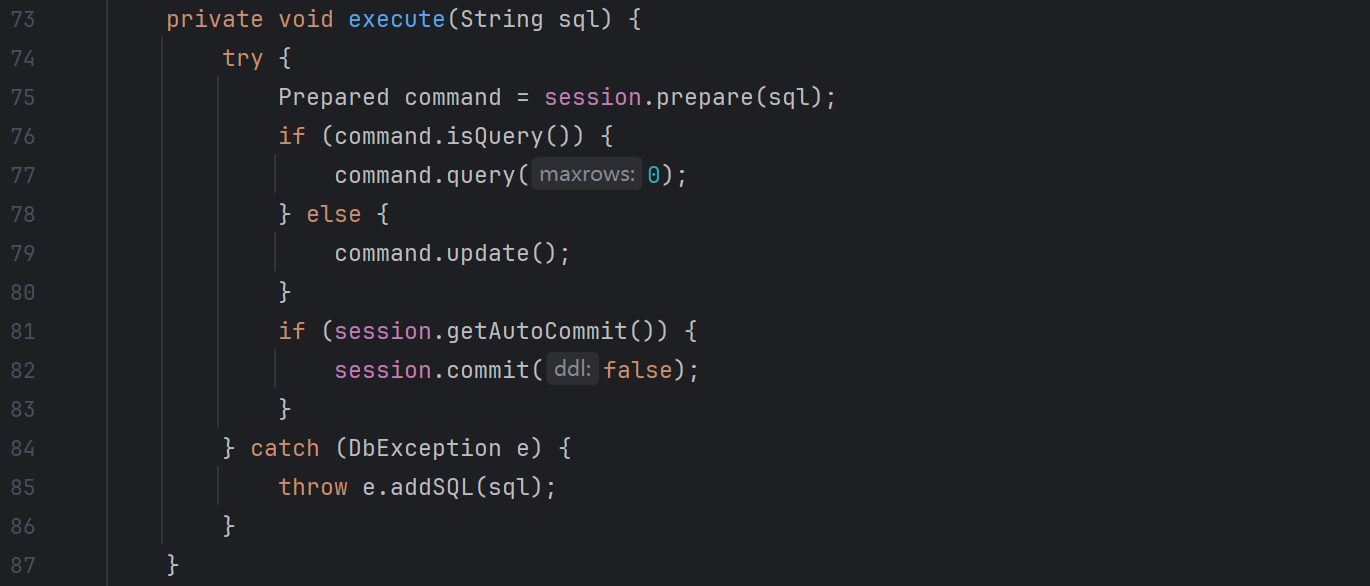 73 private void execute(String sql) {
74 try {
75 Prepared command = session.prepare(sql);
76 if (command.isQuery()) {
77 command.query( maxrows: 0);
78 } else {
79 command.update();
80 }
81 if (session.getAutoCommit()) {
82 session.commit( ddl: false);
83 }
84 } catch (DbException e) {
85 throw e.addSQL(sql);
86 }
87 }